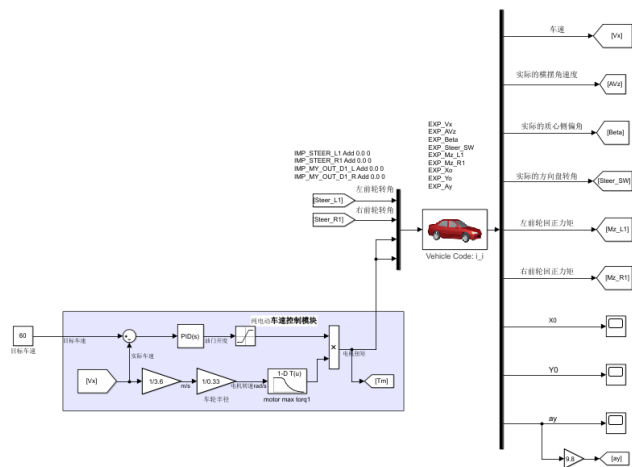 车速
[Vx]
实际的横摆角速度
[AVz]
实际的质心侧偏角
[Beta]
实际的方向盘转角
[Steer_SW]
左前轮回正力矩
[Mz_L1]
右前轮回正力矩
[Mz_R1]
X0
Y0
ay
9.8
[ay]
EXP_Vx
EXP_AVz
EXP_Beta
EXP_Steer_SW
EXP_Mz_L1
EXP_Mz_R1
EXP_Xo
EXP_Yo
EXP_Ay
IMP_STEER_L1 Add 0.0 0
IMP_STEER_R1 Add 0.0 0
IMP_MY_OUT_D1_L Add 0.0 0
IMP_MY_OUT_D1_R Add 0.0 0
左前轮转角
[Steer_L1]
右前轮转角
[Steer_R1]
Vehicle Code: i_i
纯电动车速控制模块
60
目标车速
目标车速
实际车速
PID(s)
油门开度
×
电机扭矩
[Tm]
[Vx]
1/3.6
m/s
1/0.33
车轮半径
电机转速rad/s
1-D T(u)
motor max torq1